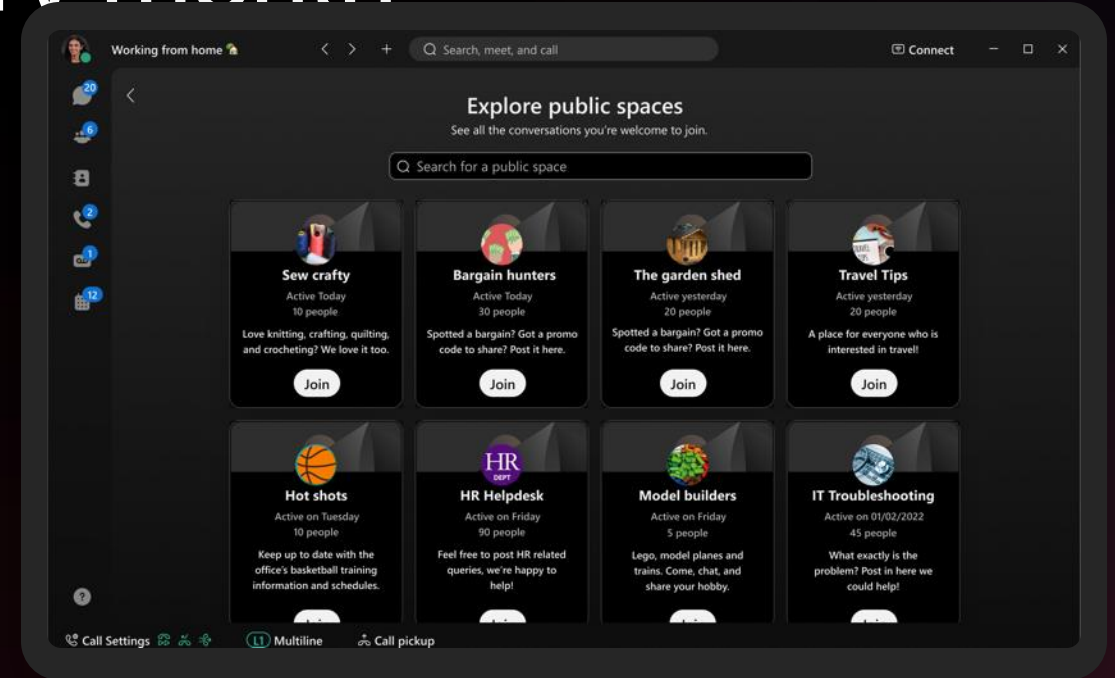 Working from home
Search, meet, and call
Connect
20
6
2
1
12
Explore public spaces
See all the conversations you're welcome to join.
Search for a public space
Sew crafty
Active Today
10 people
Love knitting, crafting, quilting,
and crocheting? We love it too.
Join
Bargain hunters
Active Today
30 people
Spotted a bargain? Got a promo
code to share? Post it here.
Join
The garden shed
Active yesterday
20 people
Spotted a bargain? Got a promo
code to share? Post it here.
Join
TRAVEL
TIPS
Travel Tips
Active yesterday
20 people
A place for everyone who is
interested in travel!
Join
Hot shots
Active on Tuesday
10 people
Keep up to date with the
office's basketball training
information and schedules.
HR
DEPT
HR Helpdesk
Active on Friday
90 people
Feel free to post HR related
queries, we're happy to
help!
Model builders
Active on Friday
5 people
Lego, model planes and
trains. Come, chat, and
share your hobby.
IT Troubleshooting
Active on 01/02/2022
45 people
What exactly is the
problem? Post in here we
could help!
Call Settings
L1 Multiline
Call pickup